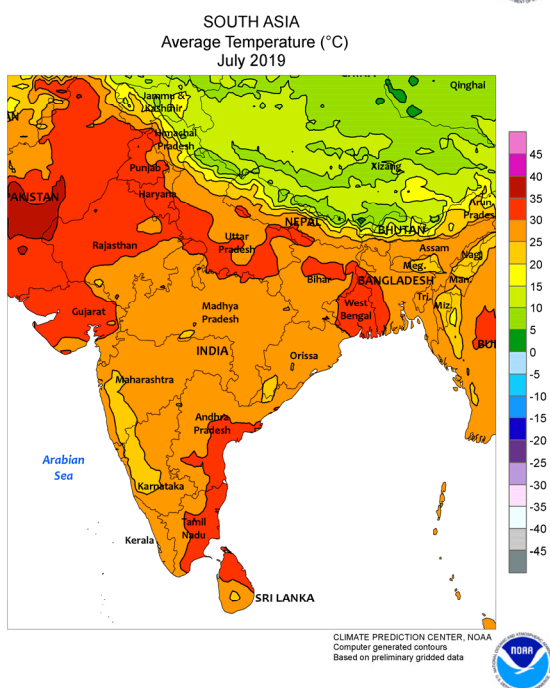 SOUTH ASIA
Average Temperature (°C)
July 2019
Qinghai
Jammu &
Kashmir
Himachal
Pradesh
Punjab
Xizang
Haryana
PAKISTAN
Arun
Prades
NEPAL
BHUTAN
Uttar
Pradesh
Rajasthan
Assam
Nagl
Meg.
Bihar
BANGLADESH
Man.
Tri.
Miz.
West
Bengal
Gujarat
Madhya
Pradesh
BU
INDIA
Orissa
Maharashtra
Andhra
Pradesh
Arabian
Sea
Karnataka
Tamil
Nadu
Kerala
SRI LANKA
45
40
35
30
25
20
15
10
5
0
-5
-10
-15
-20
-25
-30
-35
-40
-45
CLIMATE PREDICTION CENTER, NOAA
Computer generated contours
Based on preliminary gridded data
NOAA